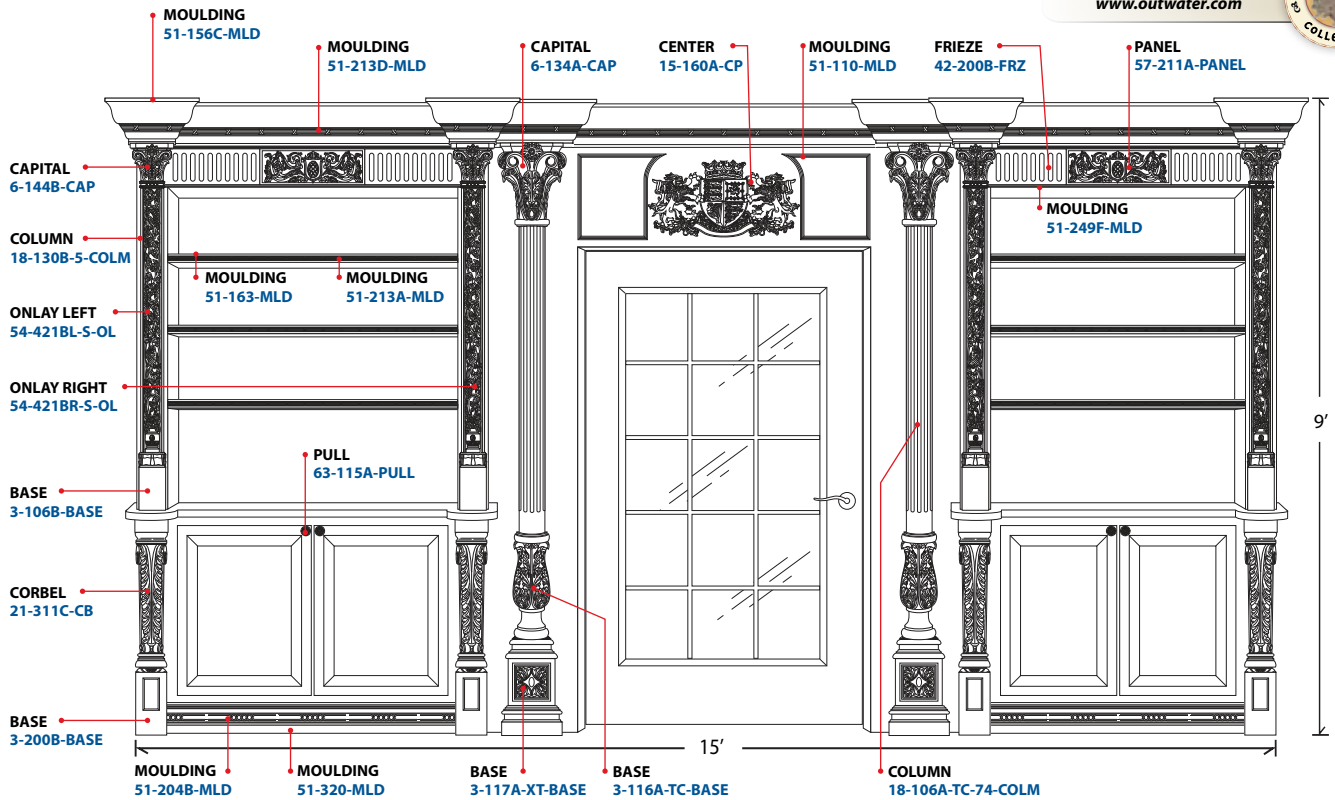 www.outwater.com
COLLE
MOULDING
51-156C-MLD
MOULDING
51-213D-MLD
CAPITAL
6-134A-CAP
CENTER
15-160A-CP
MOULDING
51-110-MLD
FRIEZE
42-200B-FRZ
PANEL
57-211A-PANEL
CAPITAL
6-144B-CAP
MOULDING
51-249F-MLD
COLUMN
18-130B-5-COLM
MOULDING
51-163-MLD
MOULDING
51-213A-MLD
ONLAY LEFT
54-421BL-S-OL
ONLAY RIGHT
54-421BR-S-OL
9’
PULL
63-115A-PULL
BASE
3-106B-BASE
CORBEL
21-311C-CB
BASE
3-200B-BASE
15’
MOULDING
51-204B-MLD
MOULDING
51-320-MLD
BASE
3-117A-XT-BASE
BASE
3-116A-TC-BASE
COLUMN
18-106A-TC-74-COLM